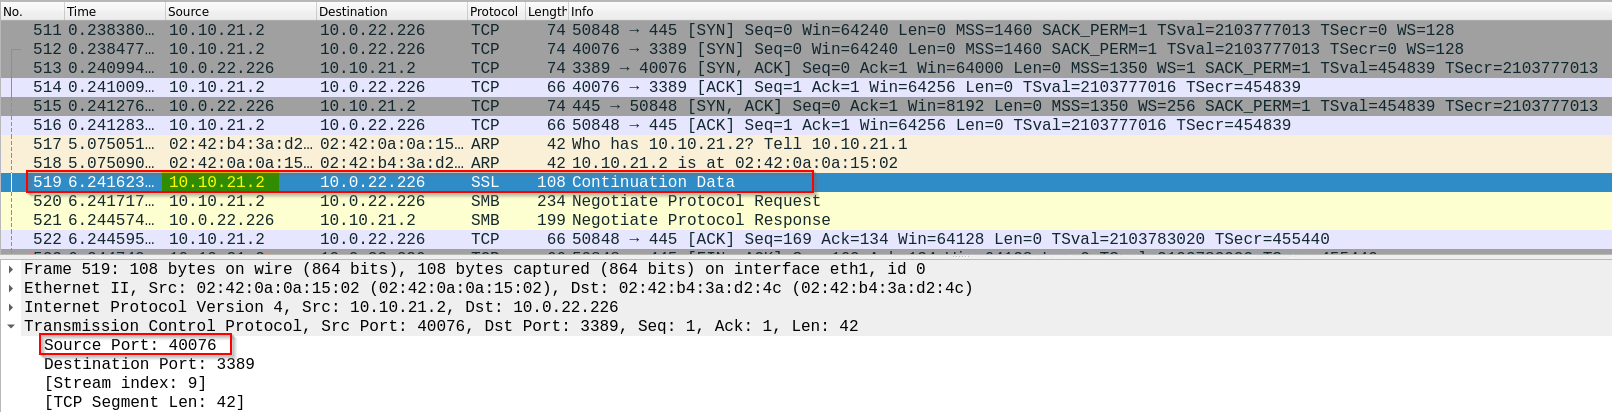 No. Time Source Destination Protocol Length Info
511 0.238380… 10.10.21.2 10.0.22.226 TCP 74 50848 → 445 [SYN] Seq=0 Win=64240 Len=0 MSS=1460 SACK_PERM=1 TSval=2103777013 TSecr=0 WS=128
512 0.238477… 10.10.21.2 10.0.22.226 TCP 74 40076 → 3389 [SYN] Seq=0 Win=64240 Len=0 MSS=1460 SACK_PERM=1 TSval=2103777013 TSecr=0 WS=128
513 0.240994… 10.0.22.226 10.10.21.2 TCP 74 3389 → 40076 [SYN, ACK] Seq=0 Ack=1 Win=64000 Len=0 MSS=1350 WS=1 SACK_PERM=1 TSval=454839 TSecr=2103777013
514 0.241009… 10.10.21.2 10.0.22.226 TCP 66 40076 → 3389 [ACK] Seq=1 Ack=1 Win=64256 Len=0 TSval=2103777016 TSecr=454839
515 0.241276… 10.0.22.226 10.10.21.2 TCP 74 445 → 50848 [SYN, ACK] Seq=0 Ack=1 Win=8192 Len=0 MSS=1350 WS=256 SACK_PERM=1 TSval=454839 TSecr=2103777013
516 0.241283… 10.10.21.2 10.0.22.226 TCP 66 50848 → 445 [ACK] Seq=1 Ack=1 Win=64256 Len=0 TSval=2103777016 TSecr=454839
517 5.075051… 02:42:b4:3a:d2… 02:42:0a:0a:15… ARP 42 Who has 10.10.21.2? Tell 10.10.21.1
518 5.075090… 02:42:0a:0a:15… 02:42:b4:3a:d2… ARP 42 10.10.21.2 is at 02:42:0a:0a:15:02
519 6.241623… 10.10.21.2 10.0.22.226 SSL 108 Continuation Data
520 6.241717… 10.10.21.2 10.0.22.226 SMB 234 Negotiate Protocol Request
521 6.244574… 10.0.22.226 10.10.21.2 SMB 199 Negotiate Protocol Response
522 6.244595… 10.10.21.2 10.0.22.226 TCP 66 50848 → 445 [ACK] Seq=169 Ack=134 Win=64128 Len=0 TSval=2103783020 TSecr=455440
Frame 519: 108 bytes on wire (864 bits), 108 bytes captured (864 bits) on interface eth1, id 0
Ethernet II, Src: 02:42:0a:0a:15:02 (02:42:0a:0a:15:02), Dst: 02:42:b4:3a:d2:4c (02:42:b4:3a:d2:4c)
Internet Protocol Version 4, Src: 10.10.21.2, Dst: 10.0.22.226
Transmission Control Protocol, Src Port: 40076, Dst Port: 3389, Seq: 1, Ack: 1, Len: 42
Source Port: 40076
Destination Port: 3389
[Stream index: 9]
[TCP Segment Len: 42]